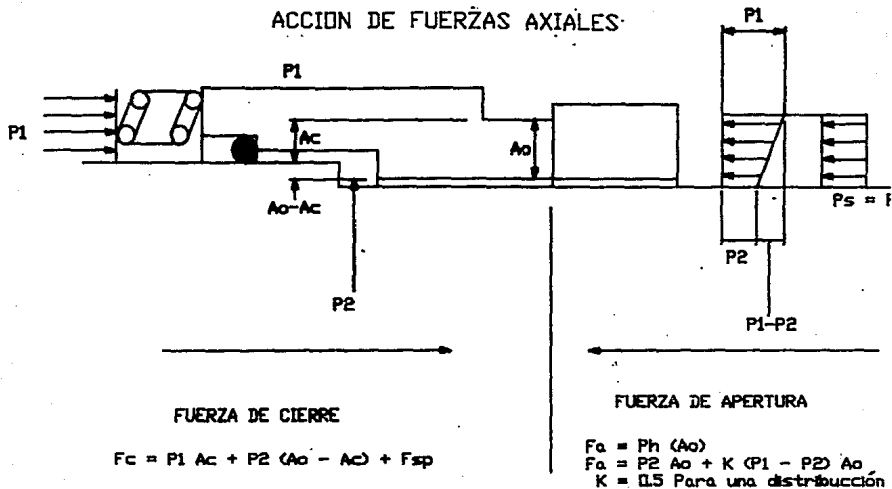 ACCION DE FUERZAS AXIALES
P1
P1
P1
Ac
Ao
Ao-Ac
P2
Ps =
P2
P1-P2
FUERZA DE CIERRE
Fc = P1 Ac + P2 (Ao - Ac) + Fsp
FUERZA DE APERTURA
Fa = Ph (Ao)
Fa = P2 Ao + K (P1 - P2) Ao
K = 0.5 Para una distribución